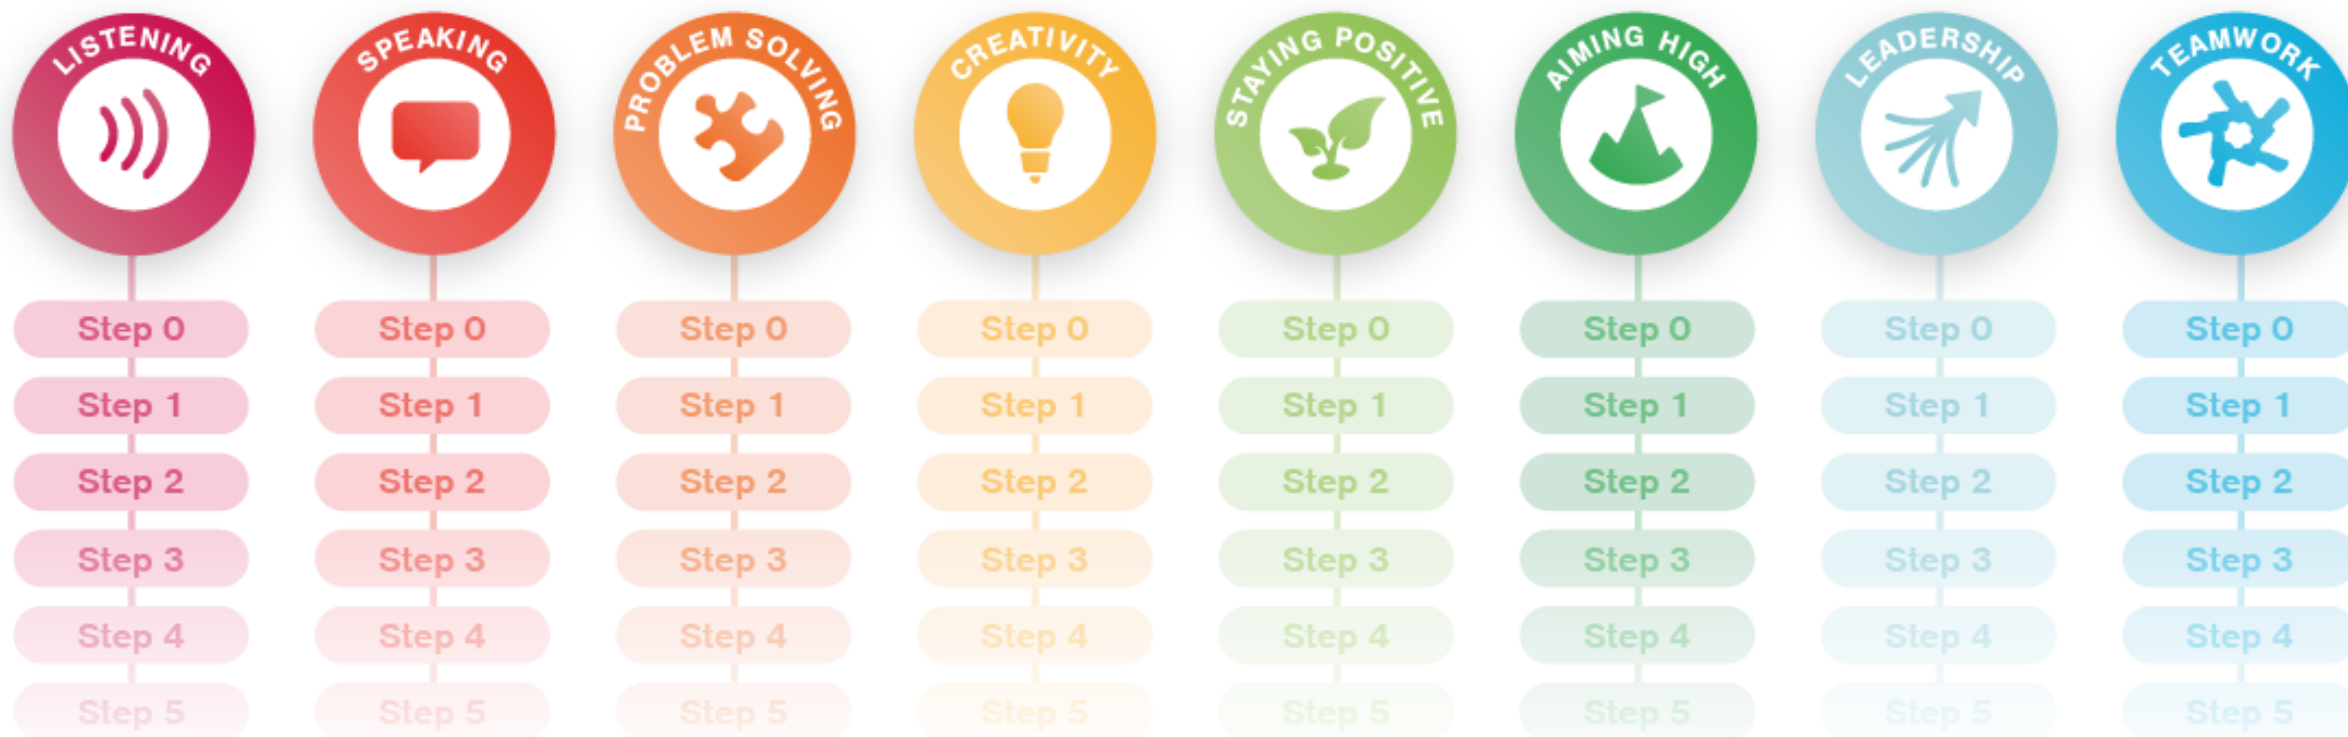 LISTENING SPEAKING PROBLEM SOLVING CREATIVITY STAYING POSITIVE AIMING HIGH LEADERSHIP TEAMWORK
Step 0 Step 0 Step 0 Step 0 Step 0 Step 0 Step 0 Step 0
Step 1 Step 1 Step 1 Step 1 Step 1 Step 1 Step 1 Step 1
Step 2 Step 2 Step 2 Step 2 Step 2 Step 2 Step 2 Step 2
Step 3 Step 3 Step 3 Step 3 Step 3 Step 3 Step 3 Step 3
Step 4 Step 4 Step 4 Step 4 Step 4 Step 4 Step 4 Step 4
Step 5 Step 5 Step 5 Step 5 Step 5 Step 5 Step 5 Step 5